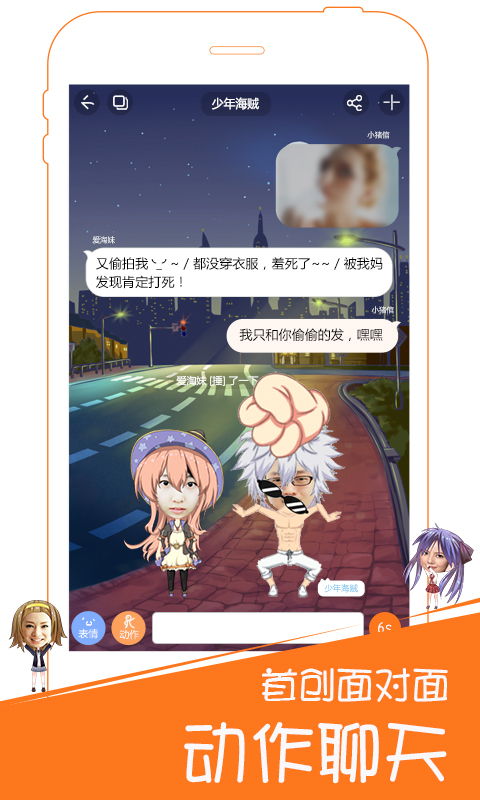 少年海贼
小猪信
爱淘妹
又偷拍我 ╰_╯ ~ / 都没穿衣服，羞死了~~ / 被我妈
发现肯定打死！
小猪信
我只和你偷偷的发，嘿嘿
爱淘妹 [捶] 了一下
少年海贼
表情
动作
6s
首创面对面
动作聊天